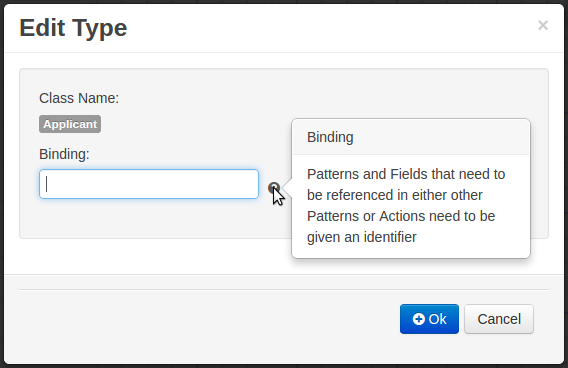 Edit Type
×
Class Name:
Applicant
Binding:
Binding
Patterns and Fields that need to
be referenced in either other
Patterns or Actions need to be
given an identifier
Ok
Cancel